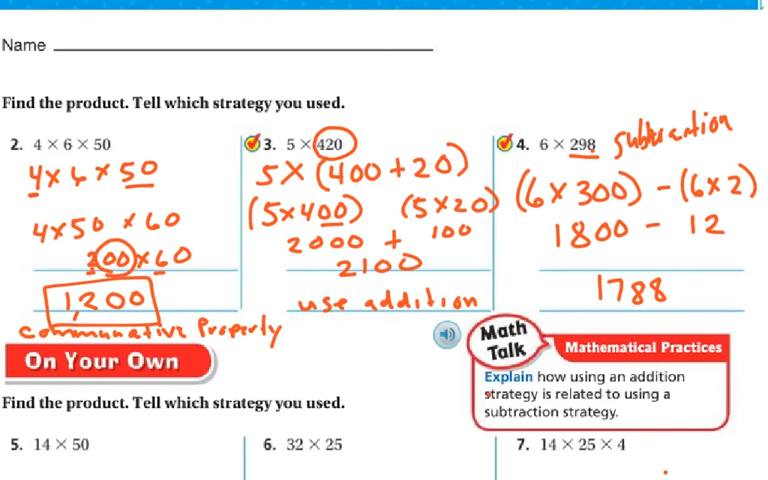 Name
Find the product. Tell which strategy you used.
2. 4 × 6 × 50
4 × 6 × 50
4 × 50 × 60
200 × 60
1,200
communative Property
3. 5 × 420
5 × (400 + 20)
(5 × 400) (5 × 20)
2000 + 100
2100
use addition
4. 6 × 298 subtraction
(6 × 300) - (6 × 2)
1800 - 12
1788
Math
Talk
Mathematical Practices
Explain how using an addition
strategy is related to using a
subtraction strategy.
On Your Own
Find the product. Tell which strategy you used.
5. 14 × 50
6. 32 × 25
7. 14 × 25 × 4